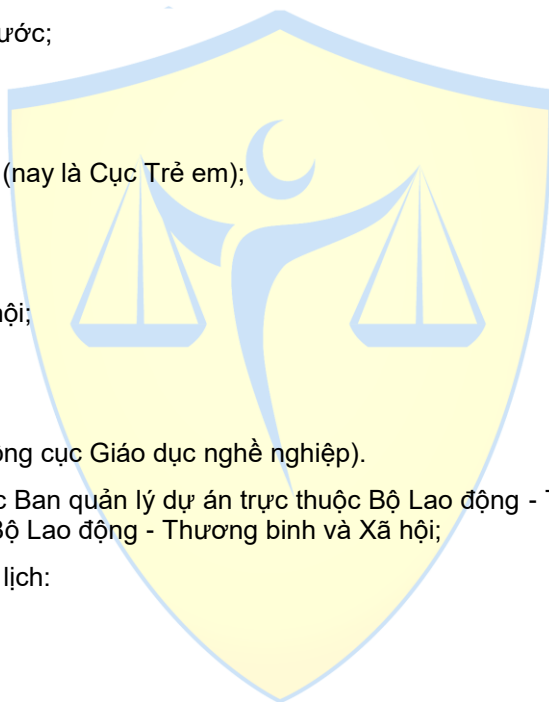 ước;
(nay là Cục Trẻ em);
hội;
ổng cục Giáo dục nghề nghiệp).
c Ban quản lý dự án trực thuộc Bộ Lao động -
Bộ Lao động - Thương binh và Xã hội;
lịch: